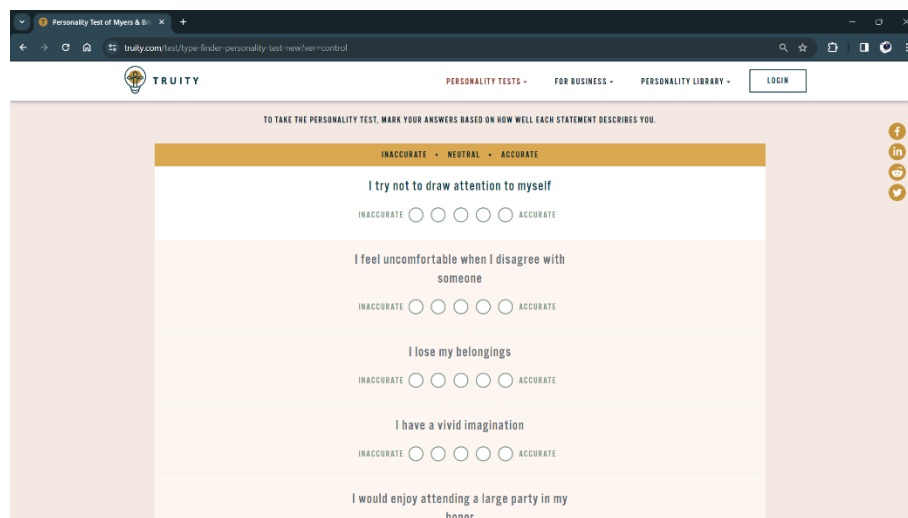 Personality Test of Myers & Bri
truity.com/test/type-finder-personality-test-new?ver=control
TRUITY
PERSONALITY TESTS
FOR BUSINESS
PERSONALITY LIBRARY
LOGIN
TO TAKE THE PERSONALITY TEST, MARK YOUR ANSWERS BASED ON HOW WELL EACH STATEMENT DESCRIBES YOU.
INACCURATE • NEUTRAL • ACCURATE
I try not to draw attention to myself
INACCURATE ACCURATE
I feel uncomfortable when I disagree with
someone
INACCURATE ACCURATE
I lose my belongings
INACCURATE ACCURATE
I have a vivid imagination
INACCURATE ACCURATE
I would enjoy attending a large party in my
honor